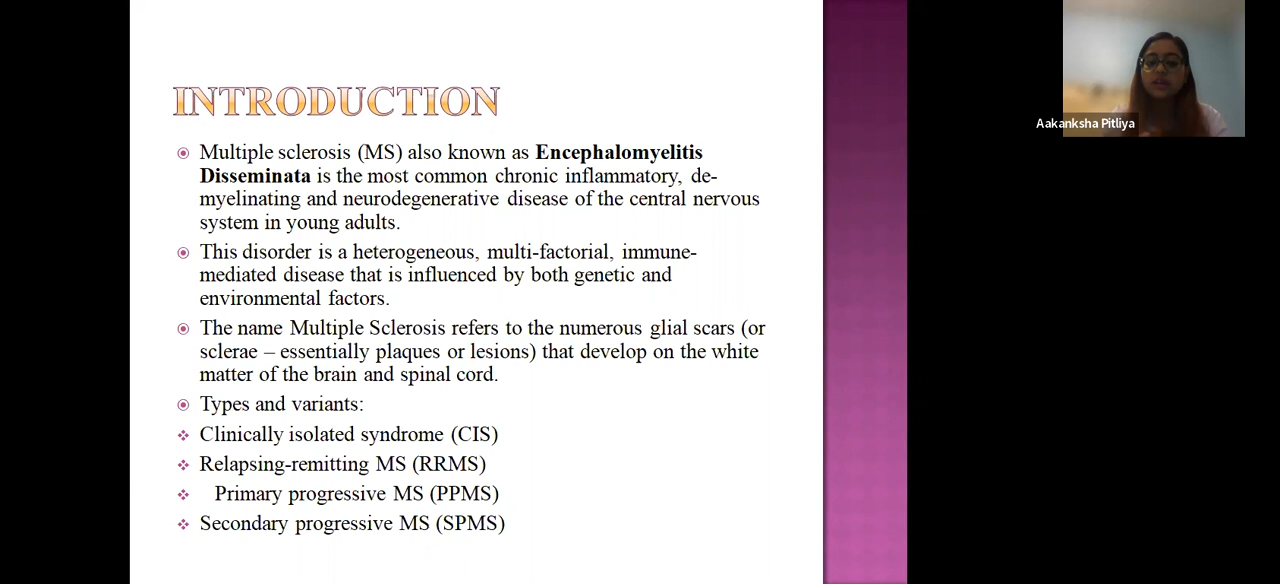 INTRODUCTION
Multiple sclerosis (MS) also known as Encephalomyelitis
Disseminata is the most common chronic inflammatory, de-
myelinating and neurodegenerative disease of the central nervous
system in young adults.
This disorder is a heterogeneous, multi-factorial, immune-
mediated disease that is influenced by both genetic and
environmental factors.
The name Multiple Sclerosis refers to the numerous glial scars (or
sclerae – essentially plaques or lesions) that develop on the white
matter of the brain and spinal cord.
Types and variants:
Clinically isolated syndrome (CIS)
Relapsing-remitting MS (RRMS)
Primary progressive MS (PPMS)
Secondary progressive MS (SPMS)
Aakanksha Pitliya